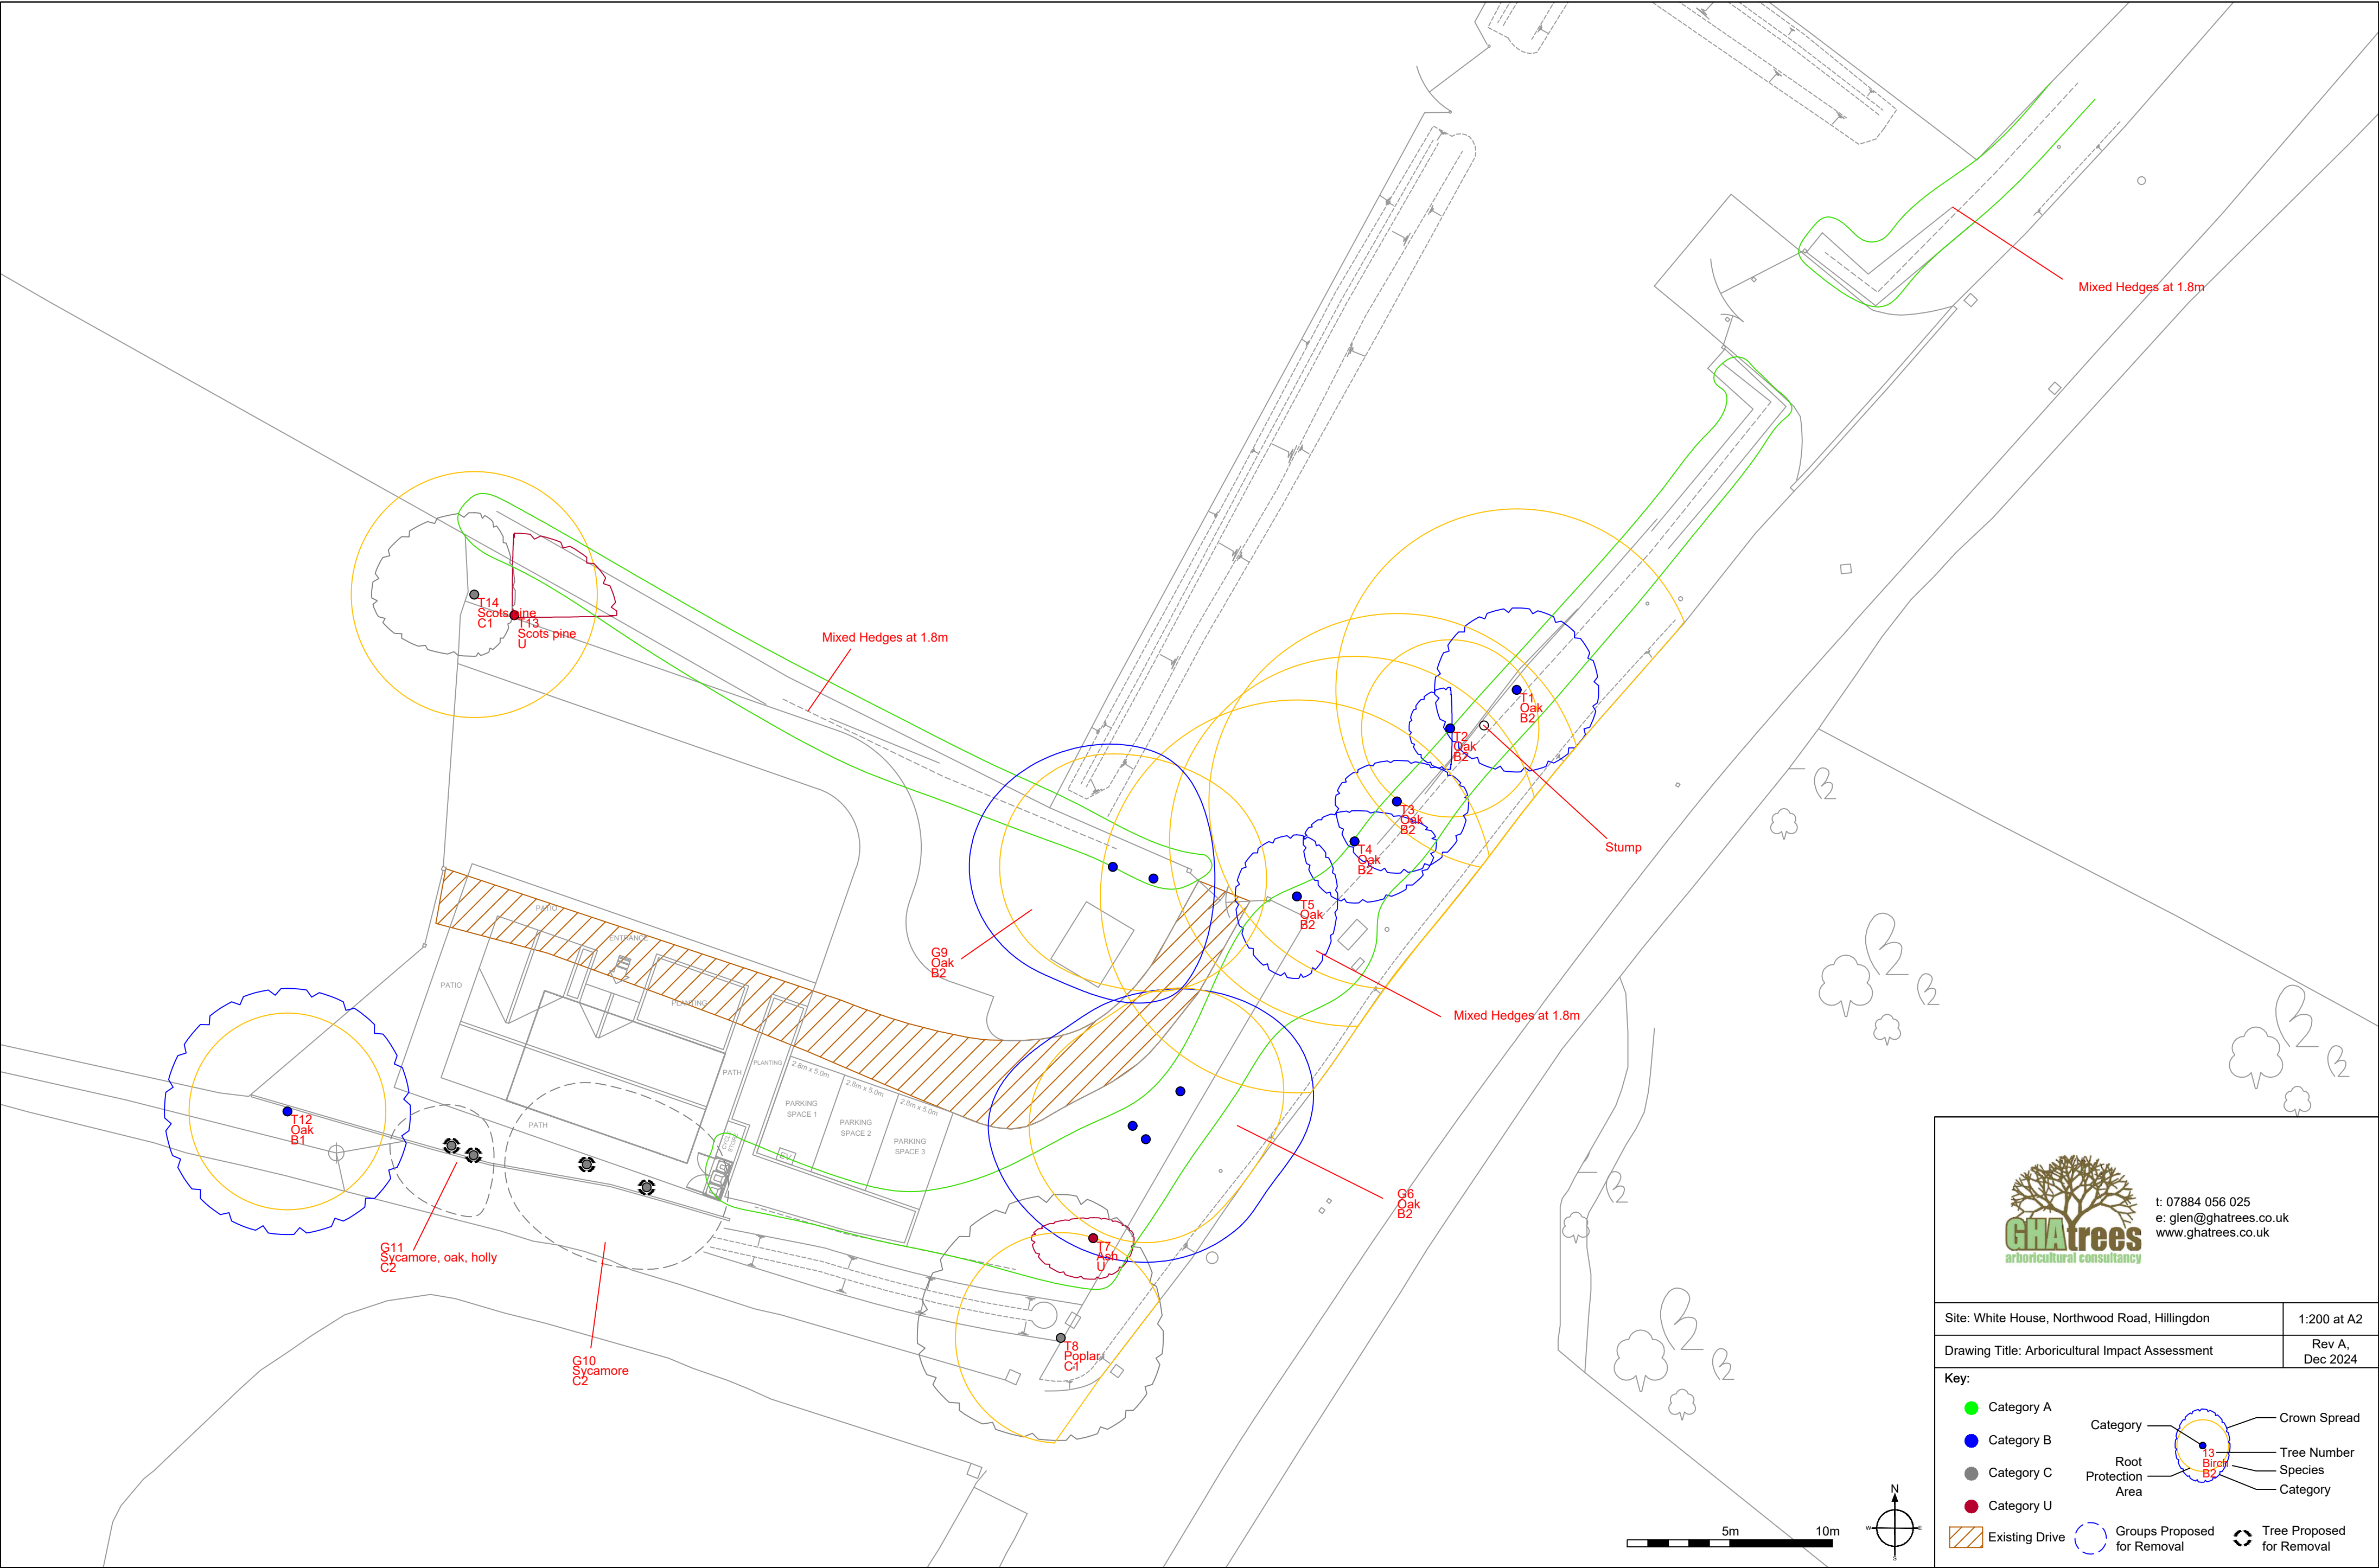 Mixed Hedges at 1.8m
T14
Scots pine
C1
T13
Scots pine
U
Mixed Hedges at 1.8m
T1
Oak
B2
T2
Oak
B2
T3
Oak
B2
T4
Oak
B2
Stump
T5
Oak
B2
G9
Oak
B2
Mixed Hedges at 1.8m
PATIO
ENTRANCE
PATIO
PLANTING
PLANTING
PATH
2.8m x 5.0m
2.8m x 5.0m
2.8m x 5.0m
PARKING
SPACE 1
PARKING
SPACE 2
PARKING
SPACE 3
PATH
CYCLE
STORE
EV
T12
Oak
B1
G6
Oak
B2
T7
Ash
U
G11
Sycamore, oak, holly
C2
G10
Sycamore
C2
T8
Poplar
C1
GHAtrees
arboricultural consultancy
t: 07884 056 025
e: glen@ghatrees.co.uk
www.ghatrees.co.uk
Site: White House, Northwood Road, Hillingdon
1:200 at A2
Drawing Title: Arboricultural Impact Assessment
Rev A,
Dec 2024
Key:
Category A
Category B
Category C
Category U
Existing Drive
Category
Root
Protection
Area
13
Birch
B2
Crown Spread
Tree Number
Species
Category
Groups Proposed
for Removal
Tree Proposed
for Removal
5m
10m
N
W
E
S